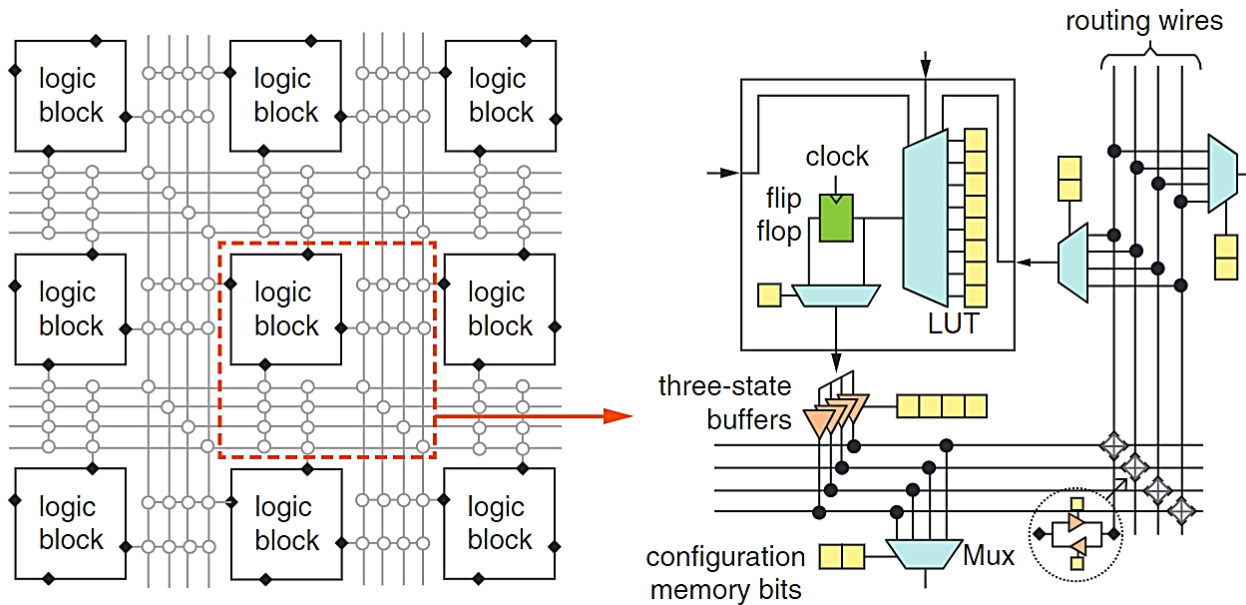 logic
block
logic
block
logic
block
logic
block
logic
block
logic
block
logic
block
logic
block
logic
block
routing wires
clock
flip
flop
LUT
three-state
buffers
configuration
memory bits
Mux